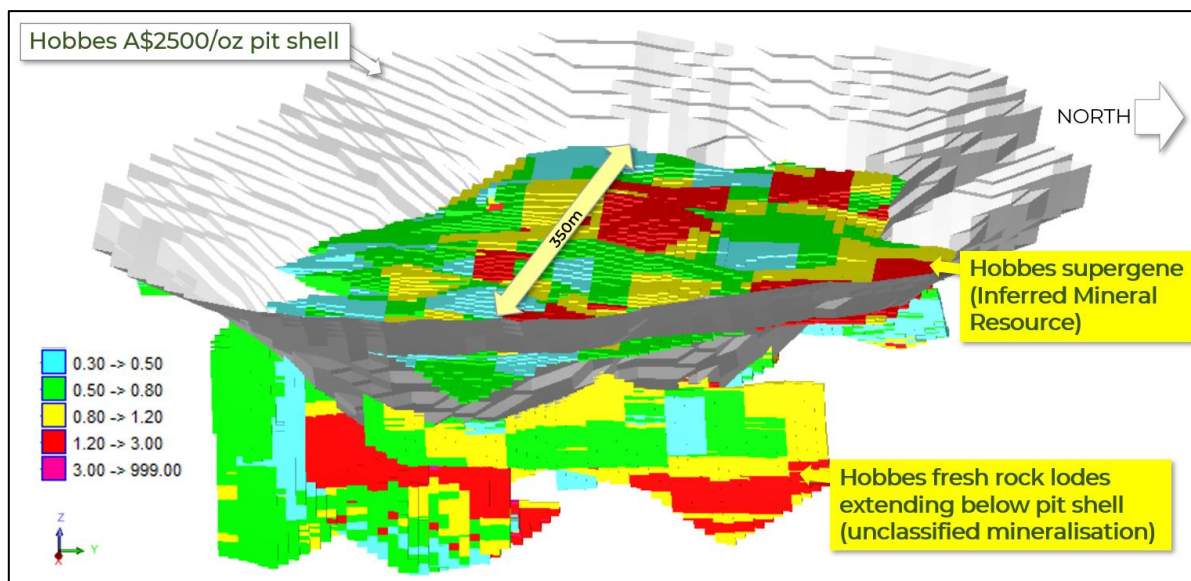 Hobbes A$2500/oz pit shell
NORTH
350m
Hobbes supergene
(Inferred Mineral
Resource)
0.30 -> 0.50
0.50 -> 0.80
0.80 -> 1.20
1.20 -> 3.00
3.00 -> 999.00
Hobbes fresh rock lodes
extending below pit shell
(unclassified mineralisation)
Z
Y
X